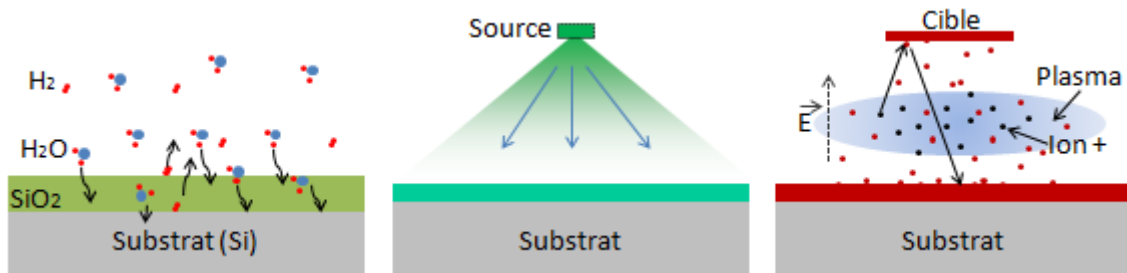 H2
H2O
SiO2
Substrat (Si)
Source
Substrat
Cible
Plasma
E
Ion +
Substrat